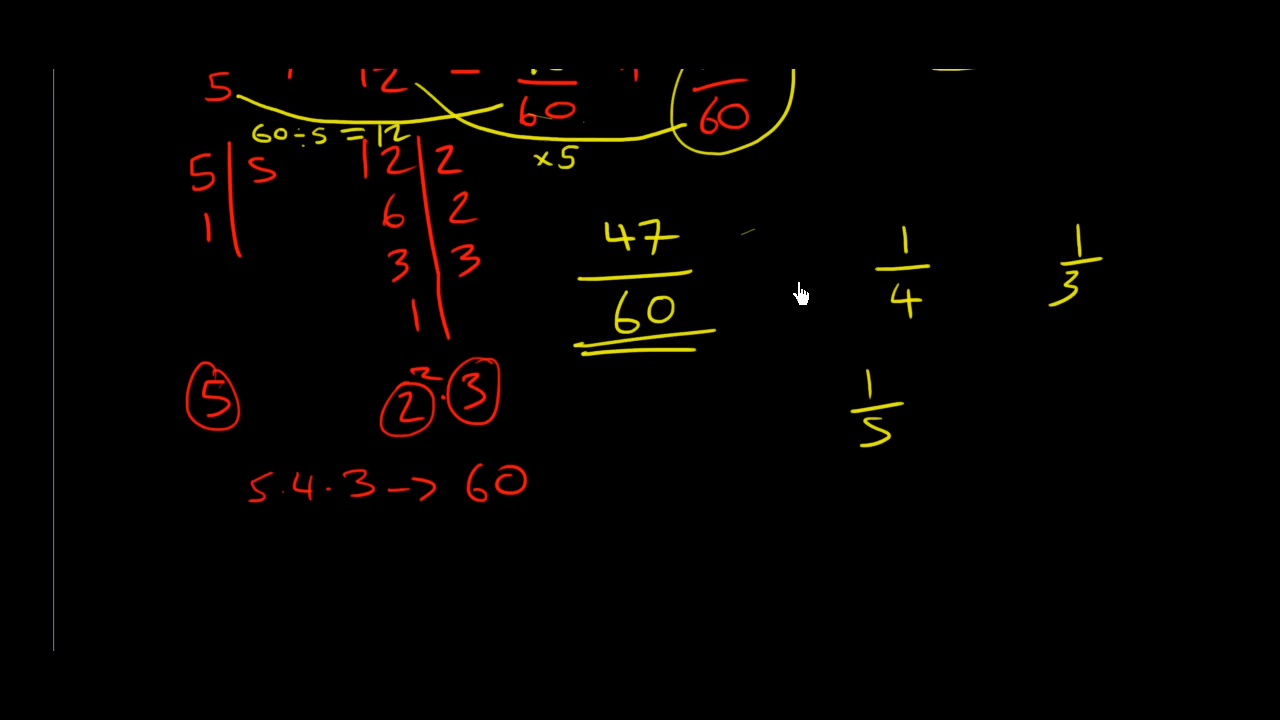 5 12 = 60 + 60
60÷5 = 12
×5
5 | 5 12 | 2
1 6 | 2
3 | 3
1
47/60 1/4 1/3
1/5
5 2²·3
5·4·3 -> 60